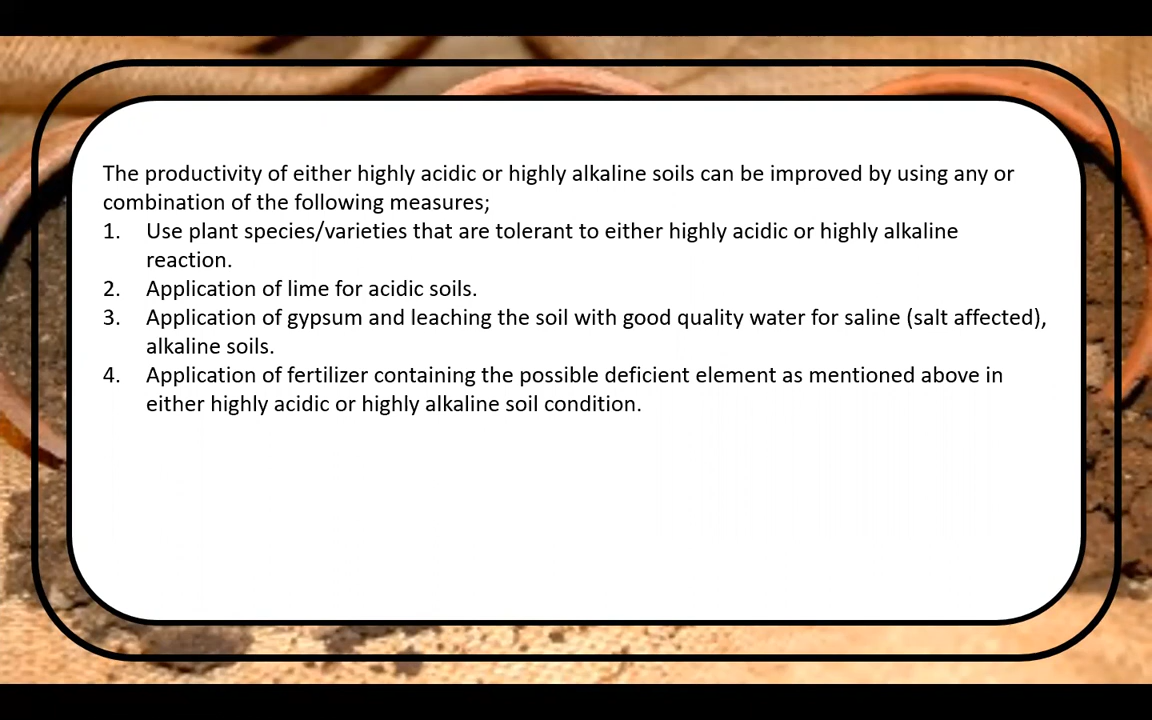 The productivity of either highly acidic or highly alkaline soils can be improved by using any or
combination of the following measures;
1. Use plant species/varieties that are tolerant to either highly acidic or highly alkaline
reaction.
2. Application of lime for acidic soils.
3. Application of gypsum and leaching the soil with good quality water for saline (salt affected),
alkaline soils.
4. Application of fertilizer containing the possible deficient element as mentioned above in
either highly acidic or highly alkaline soil condition.